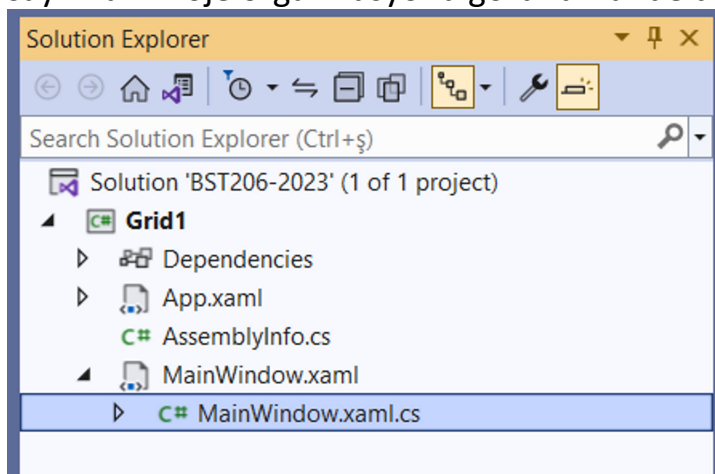 Solution Explorer
Search Solution Explorer (Ctrl+ş)
Solution 'BST206-2023' (1 of 1 project)
C# Grid1
Dependencies
App.xaml
C# AssemblyInfo.cs
MainWindow.xaml
C# MainWindow.xaml.cs